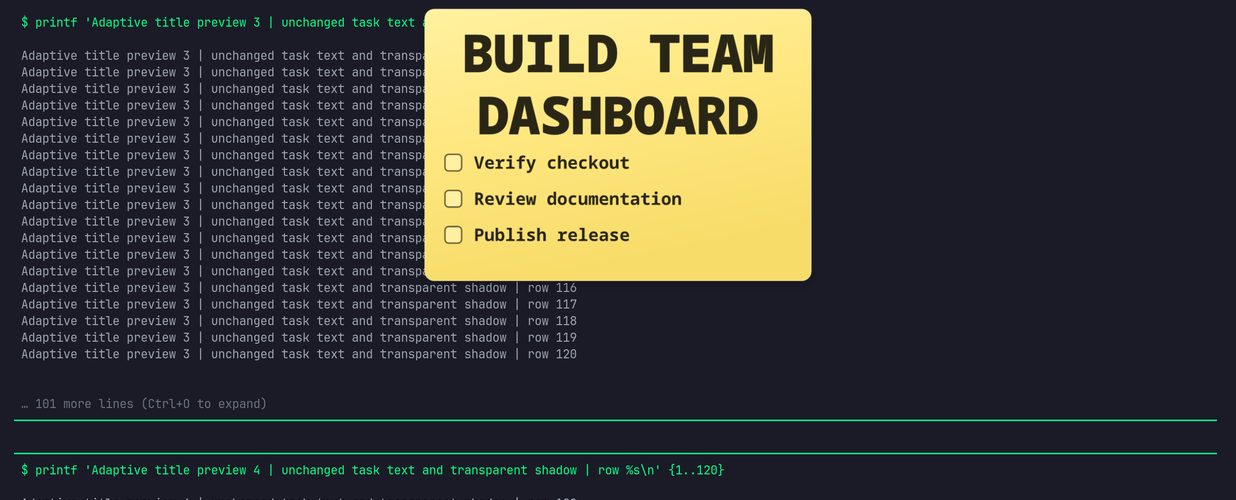 $ printf 'Adaptive title preview 3 | unchanged task text
Adaptive title preview 3 | unchanged task text and transpa
Adaptive title preview 3 | unchanged task text and transpa
Adaptive title preview 3 | unchanged task text and transpa
Adaptive title preview 3 | unchanged task text and transpa
Adaptive title preview 3 | unchanged task text and transpa
Adaptive title preview 3 | unchanged task text and transpa
Adaptive title preview 3 | unchanged task text and transpa
Adaptive title preview 3 | unchanged task text and transpa
Adaptive title preview 3 | unchanged task text and transpa
Adaptive title preview 3 | unchanged task text and transpa
Adaptive title preview 3 | unchanged task text and transpa
Adaptive title preview 3 | unchanged task text and transpa
Adaptive title preview 3 | unchanged task text and transpa
Adaptive title preview 3 | unchanged task text and transpa
BUILD TEAM
DASHBOARD
Verify checkout
Review documentation
Publish release
Adaptive title preview 3 | unchanged task text and transparent shadow | row 116
Adaptive title preview 3 | unchanged task text and transparent shadow | row 117
Adaptive title preview 3 | unchanged task text and transparent shadow | row 118
Adaptive title preview 3 | unchanged task text and transparent shadow | row 119
Adaptive title preview 3 | unchanged task text and transparent shadow | row 120
… 101 more lines (Ctrl+O to expand)
$ printf 'Adaptive title preview 4 | unchanged task text and transparent shadow | row %s\n' {1..120}